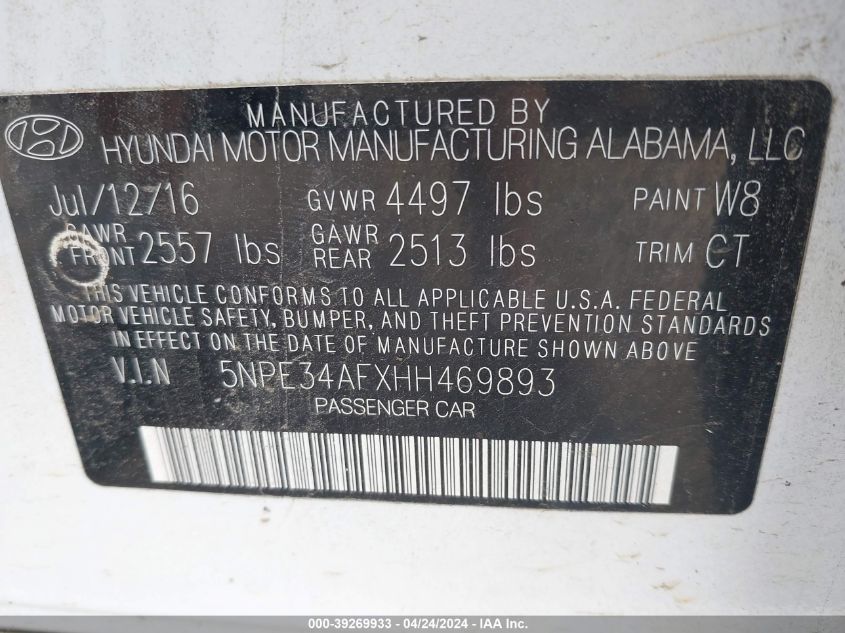 MANUFACTURED BY
HYUNDAI MOTOR MANUFACTURING ALABAMA, LLC
Jul/12/16 GVWR 4497 lbs PAINT W8
GAWR FRONT 2557 lbs GAWR REAR 2513 lbs TRIM CT
THIS VEHICLE CONFORMS TO ALL APPLICABLE U.S.A. FEDERAL
MOTOR VEHICLE SAFETY, BUMPER, AND THEFT PREVENTION STANDARDS
IN EFFECT ON THE DATE OF MANUFACTURE SHOWN ABOVE
V.I.N 5NPE34AFXHH469893
PASSENGER CAR
000-39269933 - 04/24/2024 - IAAI.COM